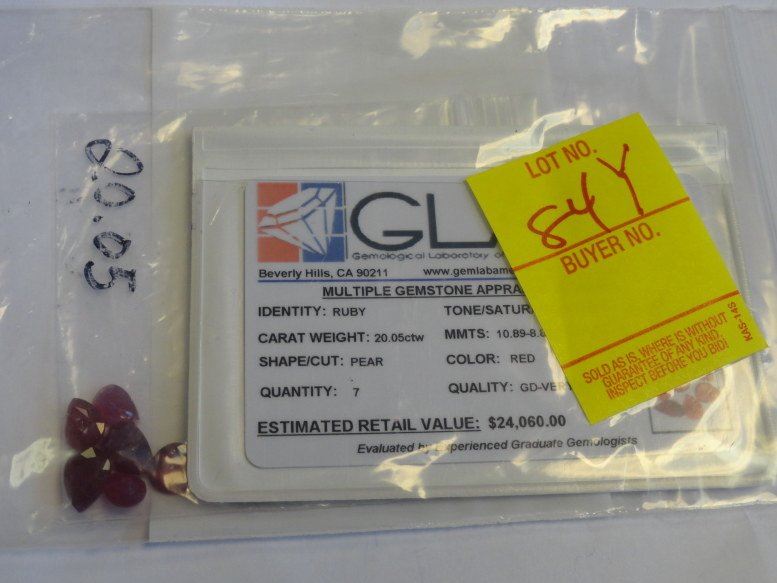 20.05
GLA
Gemological Laboratory of
Beverly Hills, CA 90211 www.gemlabame
MULTIPLE GEMSTONE APPRA
IDENTITY: RUBY TONE/SATURA
CARAT WEIGHT: 20.05ctw MMTS: 10.89-8.8
SHAPE/CUT: PEAR COLOR: RED
QUANTITY: 7 QUALITY: GD-VER
ESTIMATED RETAIL VALUE: $24,060.00
Evaluated by Experienced Graduate Gemologists
LOT NO.
84Y
BUYER NO.
SOLD AS IS, WHERE IS WITHOUT
GUARANTEE OF ANY KIND.
INSPECT BEFORE YOU BID!
KAS-14S